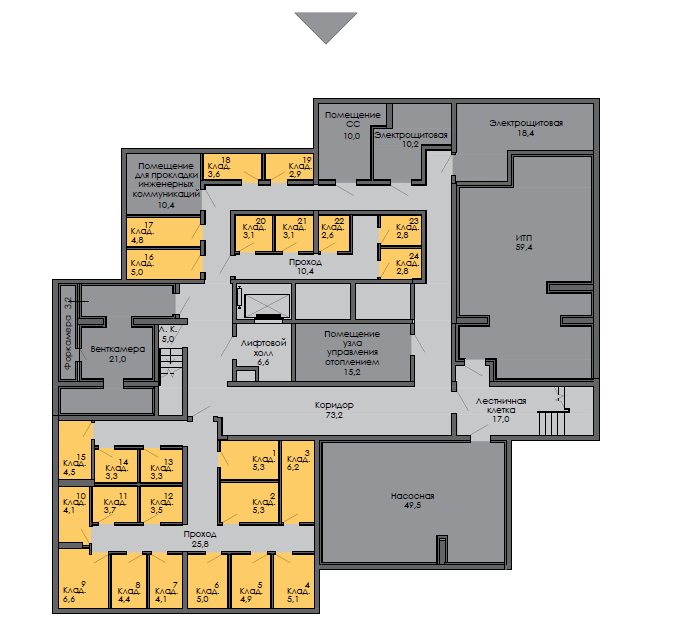 Помещение
СС
10,0
Электрощитовая
10,2
Электрощитовая
18,4
Помещение
для прокладки
инженерных
коммуникаций
10,4
18
Клад.
3,6
19
Клад.
2,9
17
Клад.
4,8
16
Клад.
5,0
20
Клад.
3,1
21
Клад.
3,1
22
Клад.
2,6
23
Клад.
2,8
24
Клад.
2,8
Проход
10,4
ИТП
59,4
Форкамера 3,2
Венткамера
21,0
Л. К.
5,0
Лифтовой
холл
6,6
Помещение
узла
управления
отоплением
15,2
Коридор
73,2
Лестничная
клетка
17,0
15
Клад.
4,5
14
Клад.
3,3
13
Клад.
3,3
1
Клад.
5,3
3
Клад.
6,2
10
Клад.
4,1
11
Клад.
3,7
12
Клад.
3,5
2
Клад.
5,3
Насосная
49,5
Проход
25,8
9
Клад.
6,6
8
Клад.
4,4
7
Клад.
4,1
6
Клад.
5,0
5
Клад.
4,9
4
Клад.
5,1